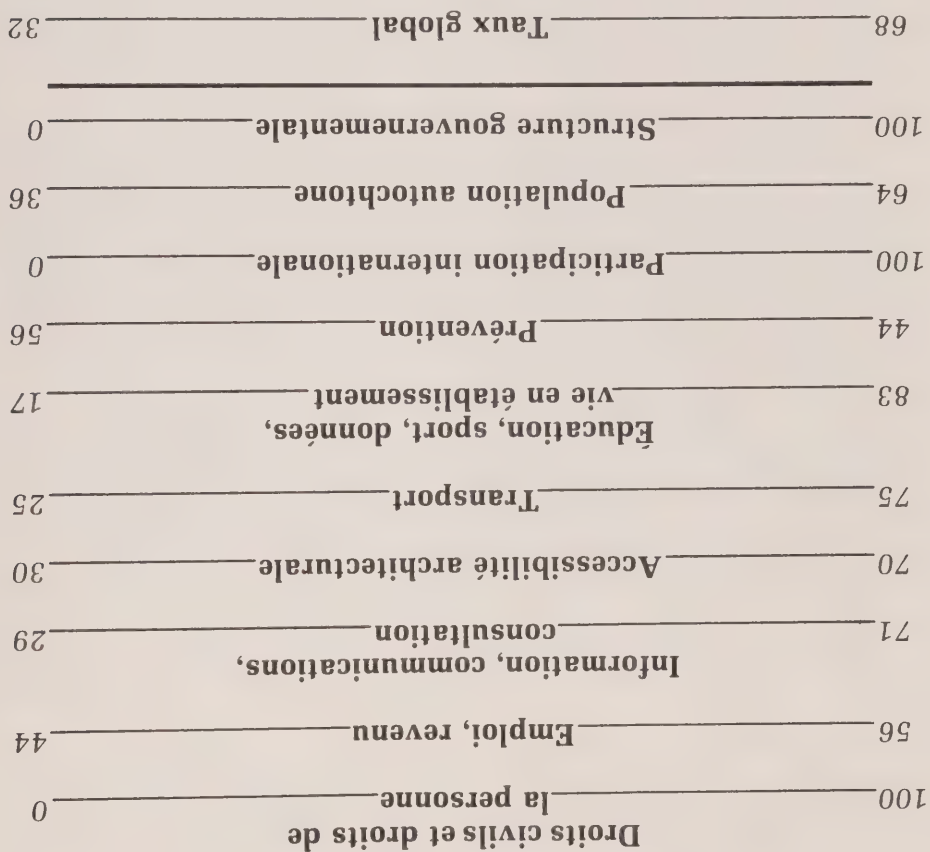 Droits civils et droits de
100 la personne 0
56 Emploi, revenu 44
Information, communications,
71 consultation 29
70 Accessibilité architecturale 30
75 Transport 25
Éducation, sport, données,
83 vie en établissement 17
44 Prévention 56
100 Participation internationale 0
64 Population autochtone 36
100 Structure gouvernementale 0
68 Taux global 32